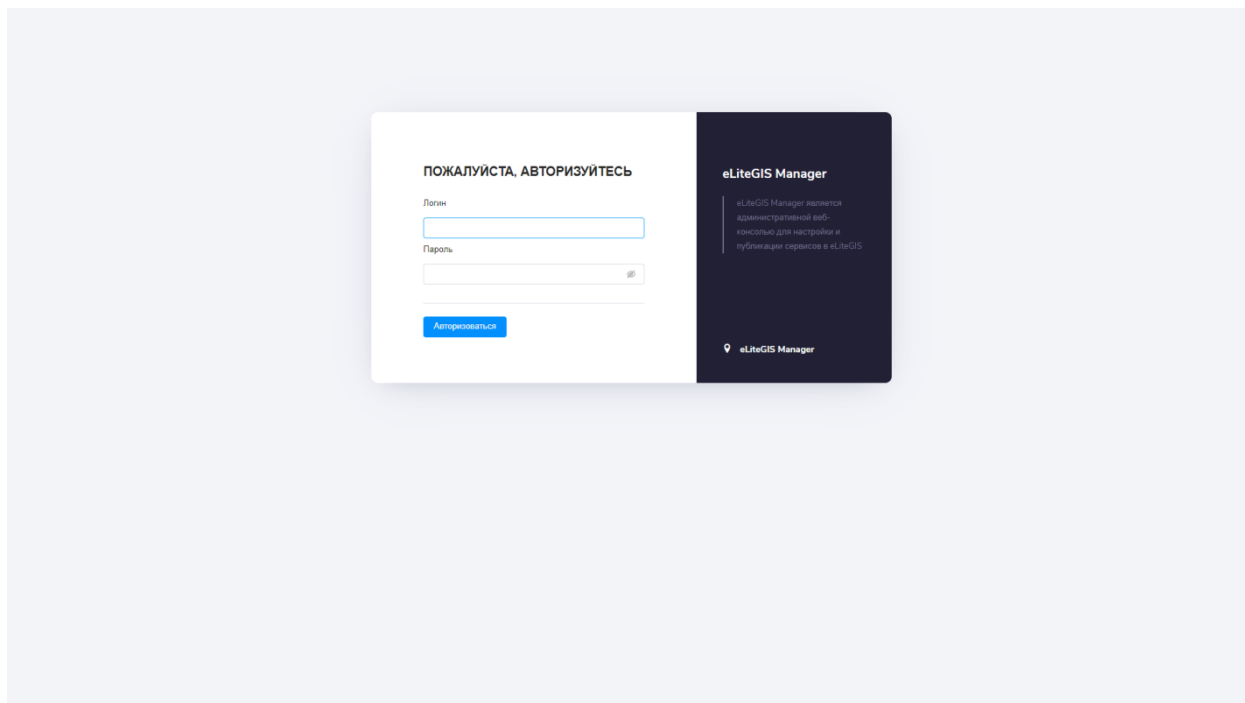 ПОЖАЛУЙСТА, АВТОРИЗУЙТЕСЬ
Логин
Пароль
Авторизоваться
eLiteGIS Manager
eLiteGIS Manager является
административной веб-
консолью для настройки и
публикации сервисов в eLiteGIS
eLiteGIS Manager